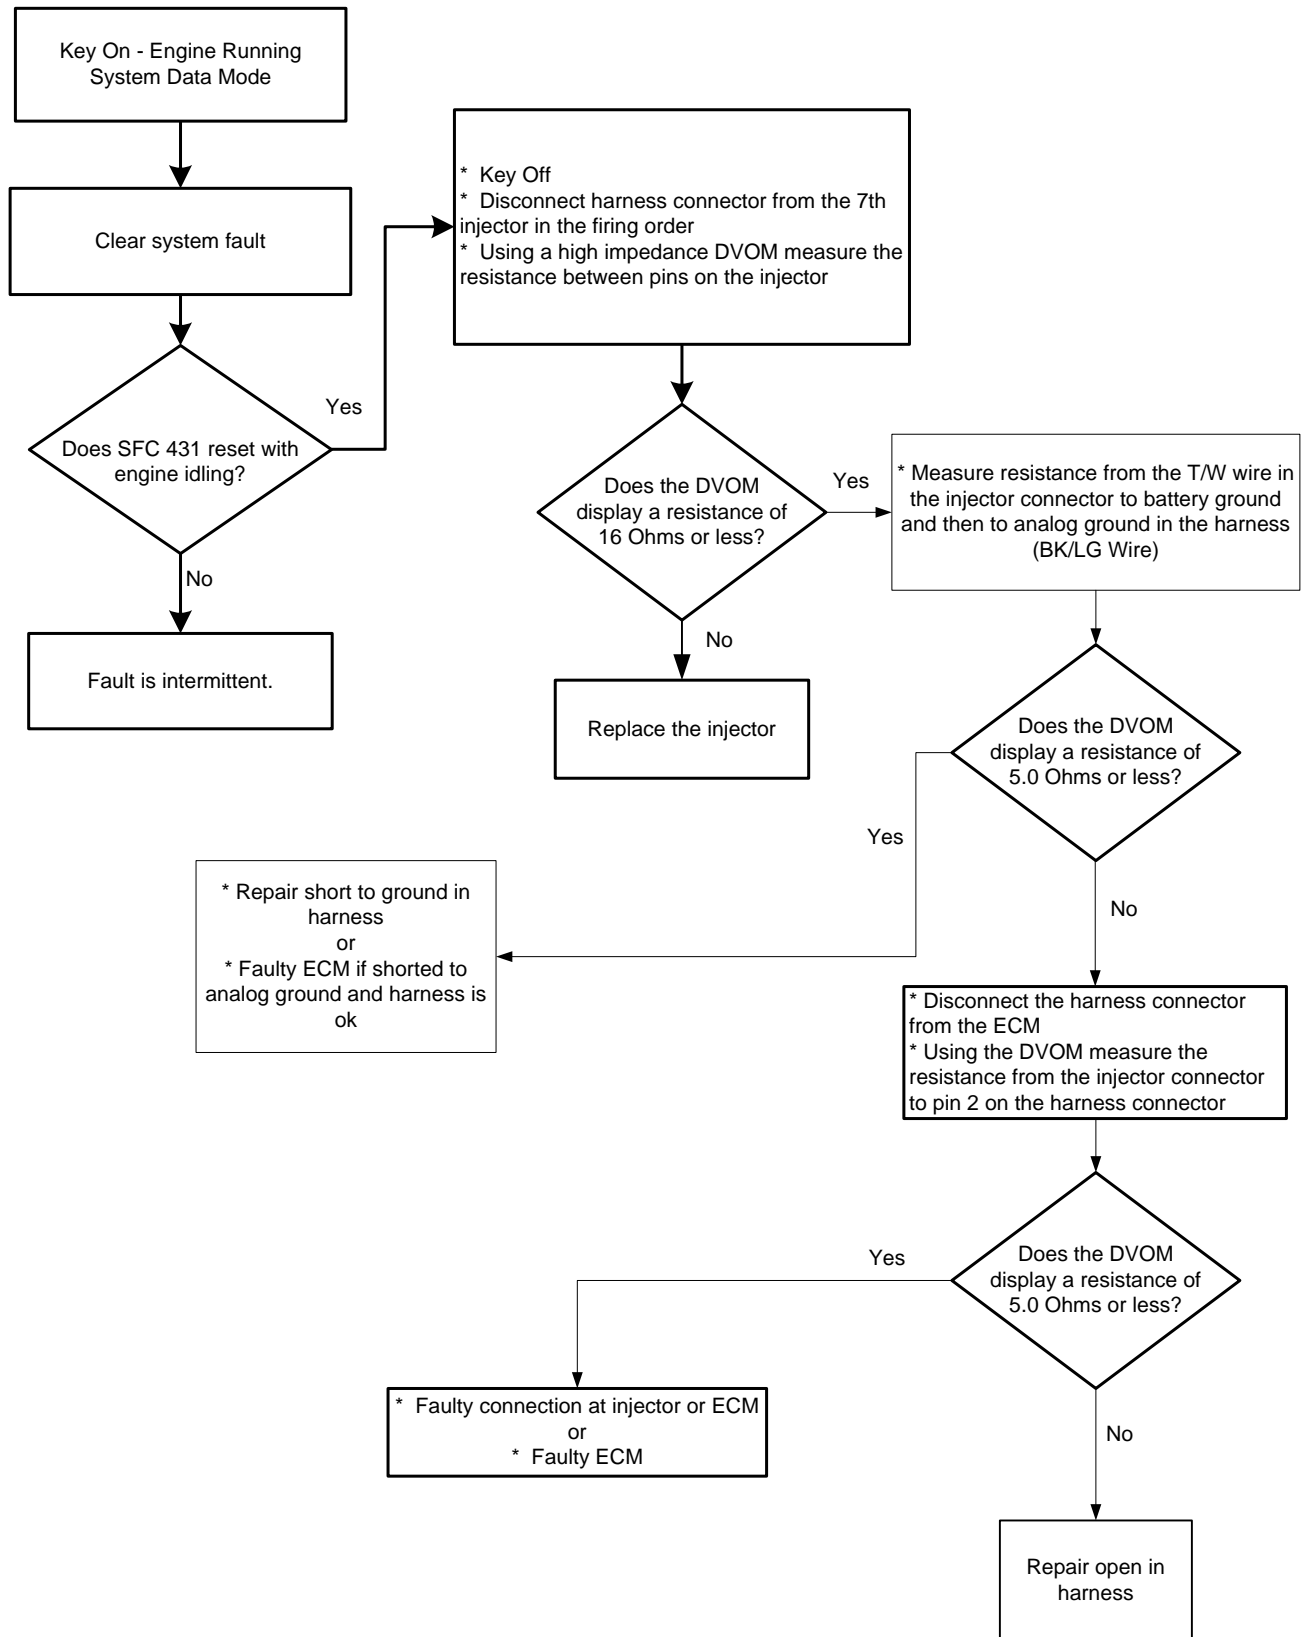 Key On - Engine Running
System Data Mode
Clear system fault
Does SFC 431 reset with
engine idling?
Yes
No
Fault is intermittent.
* Key Off
* Disconnect harness connector from the 7th
injector in the firing order
* Using a high impedance DVOM measure the
resistance between pins on the injector
Does the DVOM
display a resistance of
16 Ohms or less?
Yes
No
Replace the injector
* Measure resistance from the T/W wire in
the injector connector to battery ground
and then to analog ground in the harness
(BK/LG Wire)
Does the DVOM
display a resistance of
5.0 Ohms or less?
Yes
No
* Repair short to ground in
harness
or
* Faulty ECM if shorted to
analog ground and harness is
ok
* Disconnect the harness connector
from the ECM
* Using the DVOM measure the
resistance from the injector connector
to pin 2 on the harness connector
Does the DVOM
display a resistance of
5.0 Ohms or less?
Yes
No
* Faulty connection at injector or ECM
or
* Faulty ECM
Repair open in
harness